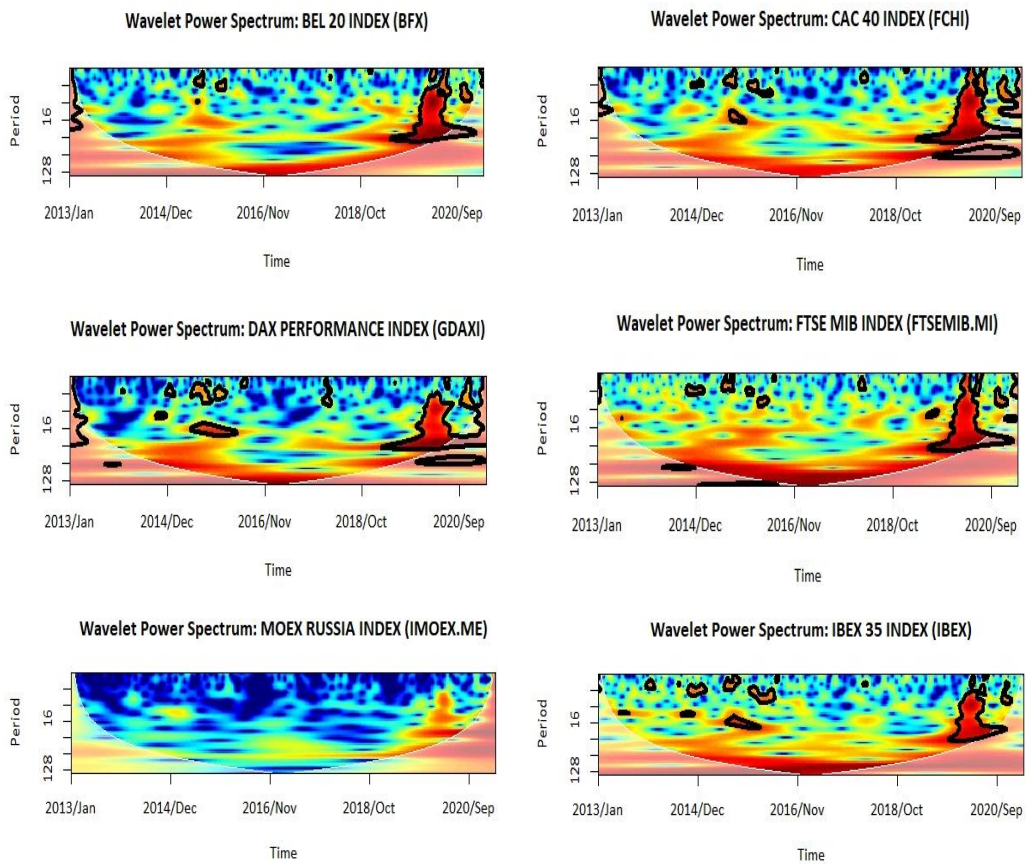 Wavelet Power Spectrum: BEL 20 INDEX (BFX)
Period
16
128
2013/Jan 2014/Dec 2016/Nov 2018/Oct 2020/Sep
Time
Wavelet Power Spectrum: CAC 40 INDEX (FCHI)
Period
16
128
2013/Jan 2014/Dec 2016/Nov 2018/Oct 2020/Sep
Time
Wavelet Power Spectrum: DAX PERFORMANCE INDEX (GDAXI)
Period
16
128
2013/Jan 2014/Dec 2016/Nov 2018/Oct 2020/Sep
Time
Wavelet Power Spectrum: FTSE MIB INDEX (FTSEMIB.MI)
Period
16
128
2013/Jan 2014/Dec 2016/Nov 2018/Oct 2020/Sep
Time
Wavelet Power Spectrum: MOEX RUSSIA INDEX (IMOEX.ME)
Period
16
128
2013/Jan 2014/Dec 2016/Nov 2018/Oct 2020/Sep
Time
Wavelet Power Spectrum: IBEX 35 INDEX (IBEX)
Period
16
128
2013/Jan 2014/Dec 2016/Nov 2018/Oct 2020/Sep
Time